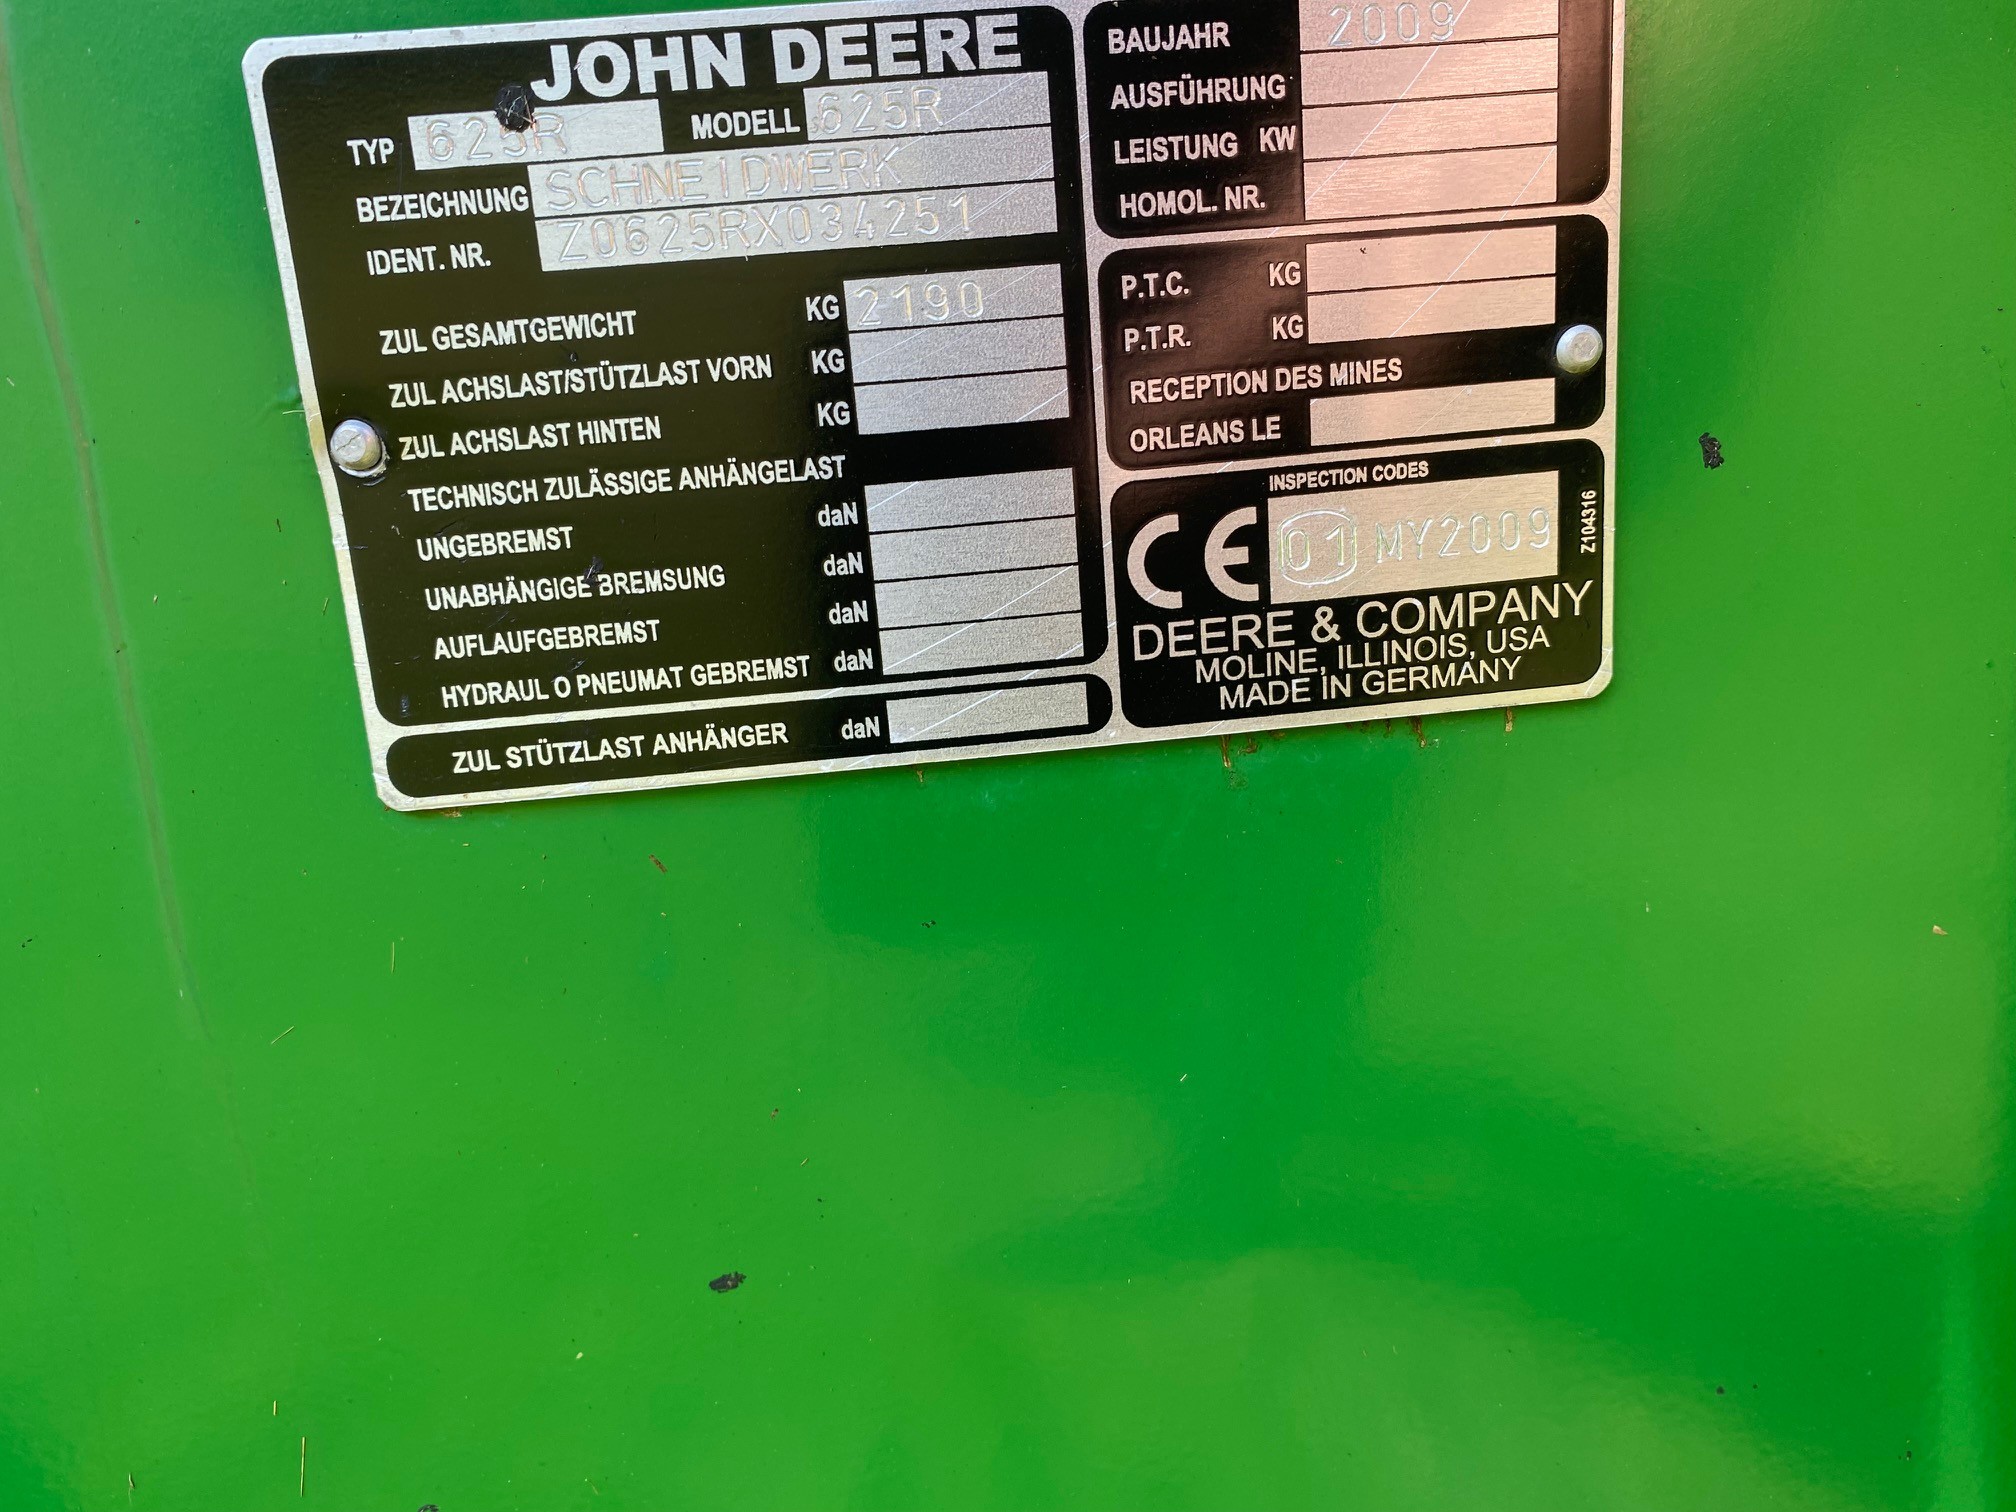 JOHN DEERE
TYP 625R MODELL 625R
BEZEICHNUNG SCHNEIDWERK
IDENT. NR. Z0625RX034251
ZUL GESAMTGEWICHT KG 2190
ZUL ACHSLAST/STÜTZLAST VORN KG
ZUL ACHSLAST HINTEN KG
TECHNISCH ZULÄSSIGE ANHÄNGELAST
UNGEBREMST daN
UNABHÄNGIGE BREMSUNG daN
AUFLAUFGEBREMST daN
HYDRAUL O PNEUMAT GEBREMST daN
ZUL STÜTZLAST ANHÄNGER daN
BAUJAHR 2009
AUSFÜHRUNG
LEISTUNG KW
HOMOL. NR.
P.T.C. KG
P.T.R. KG
RECEPTION DES MINES
ORLEANS LE
INSPECTION CODES
CE 01 MY2009
Z104316
DEERE & COMPANY
MOLINE, ILLINOIS, USA
MADE IN GERMANY